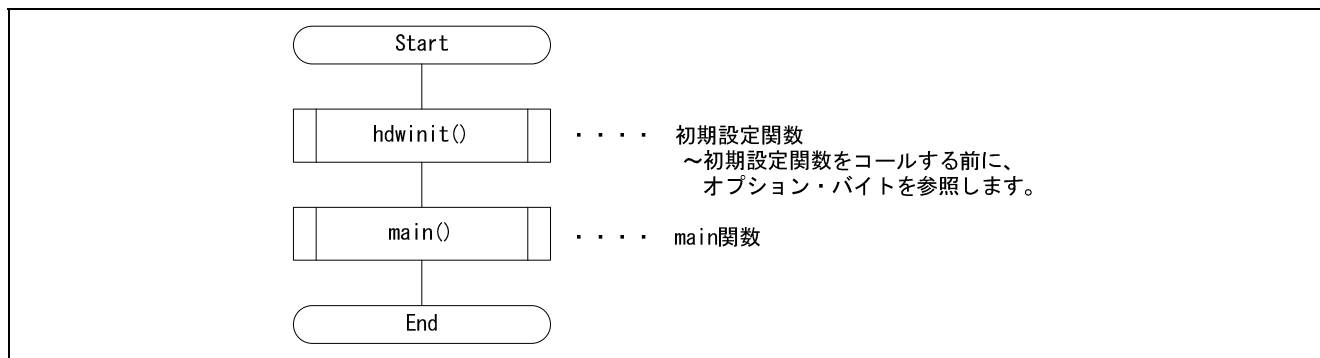 Start
hdwinit() ・・・・ 初期設定関数
～初期設定関数をコールする前に、
オプション・バイトを参照します。
main() ・・・・ main関数
End